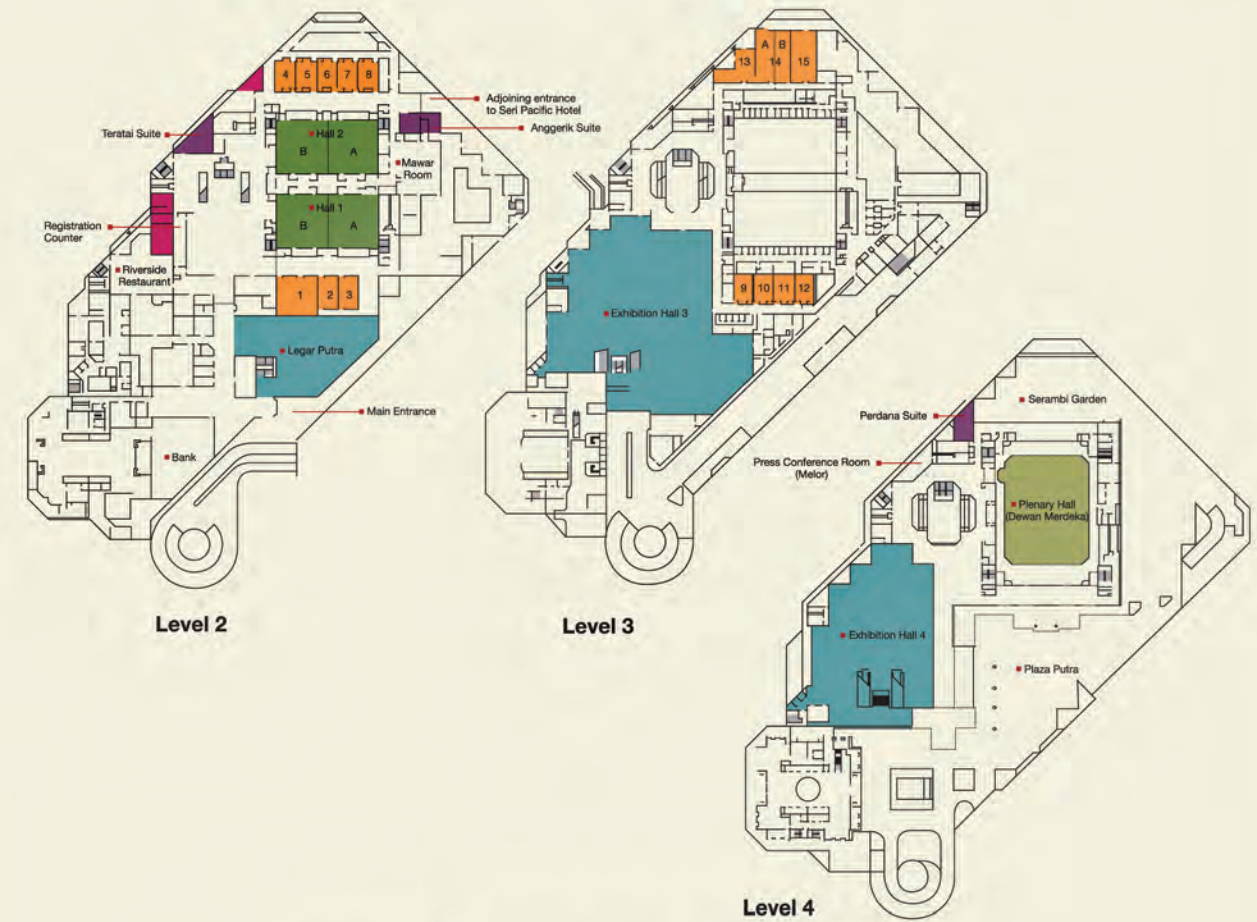 4 5 6 7 8
Adjoining entrance
to Seri Pacific Hotel
Teratai Suite
Hall 2
B A
Anggerik Suite
Mawar
Room
Hall 1
B A
Registration
Counter
Riverside
Restaurant
1 2 3
Legar Putra
Main Entrance
Bank
Level 2
A B
13 14 15
9 10 11 12
Exhibition Hall 3
Level 3
Serambi Garden
Perdana Suite
Press Conference Room
(Melor)
Plenary Hall
(Dewan Merdeka)
Exhibition Hall 4
Plaza Putra
Level 4